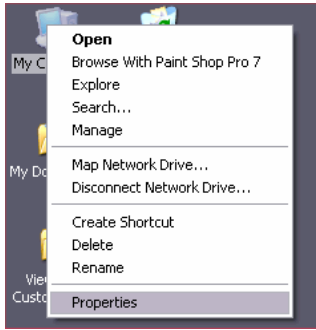 My C
Open
Browse With Paint Shop Pro 7
Explore
Search...
Manage
My Do
Map Network Drive...
Disconnect Network Drive...
Create Shortcut
Delete
Rename
Vie
Custo
Properties